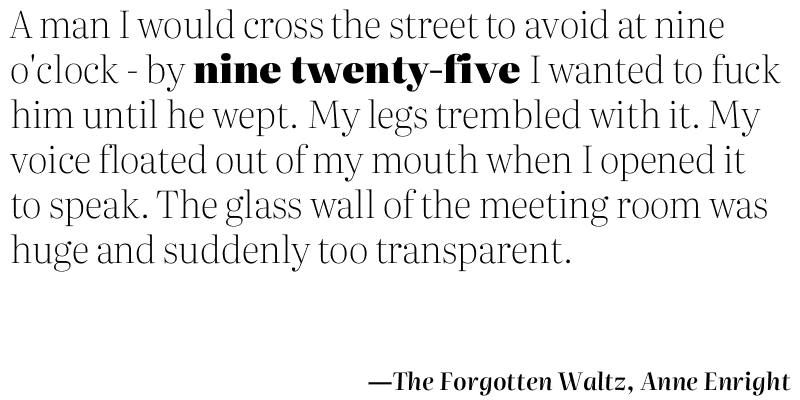 A man I would cross the street to avoid at nine
o'clock - by nine twenty-five I wanted to fuck
him until he wept. My legs trembled with it. My
voice floated out of my mouth when I opened it
to speak. The glass wall of the meeting room was
huge and suddenly too transparent.
—The Forgotten Waltz, Anne Enright